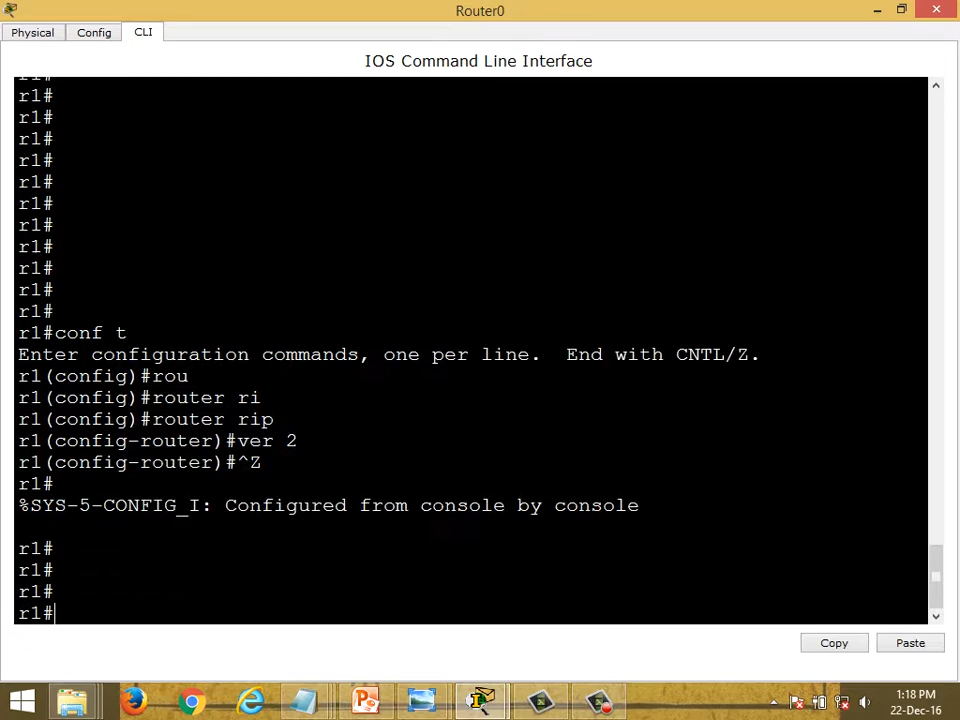 Router0
Physical Config CLI
IOS Command Line Interface
r1#
r1#
r1#
r1#
r1#
r1#
r1#
r1#
r1#
r1#
r1#
r1#conf t
Enter configuration commands, one per line.  End with CNTL/Z.
r1(config)#rou
r1(config)#router ri
r1(config)#router rip
r1(config-router)#ver 2
r1(config-router)#^Z
r1#
%SYS-5-CONFIG_I: Configured from console by console
r1#
r1#
r1#
r1#
Copy Paste
1:18 PM
22-Dec-16